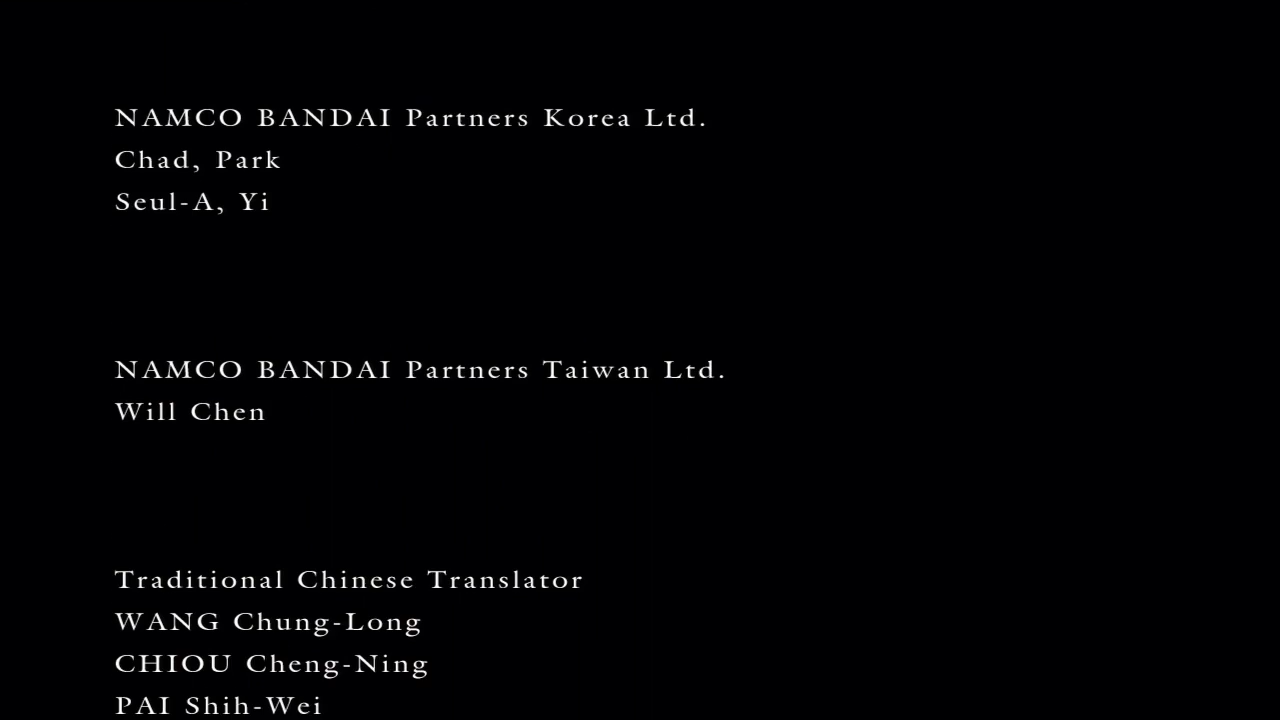 NAMCO BANDAI Partners Korea Ltd.
Chad, Park
Seul-A, Yi
NAMCO BANDAI Partners Taiwan Ltd.
Will Chen
Traditional Chinese Translator
WANG Chung-Long
CHIOU Cheng-Ning
PAI Shih-Wei